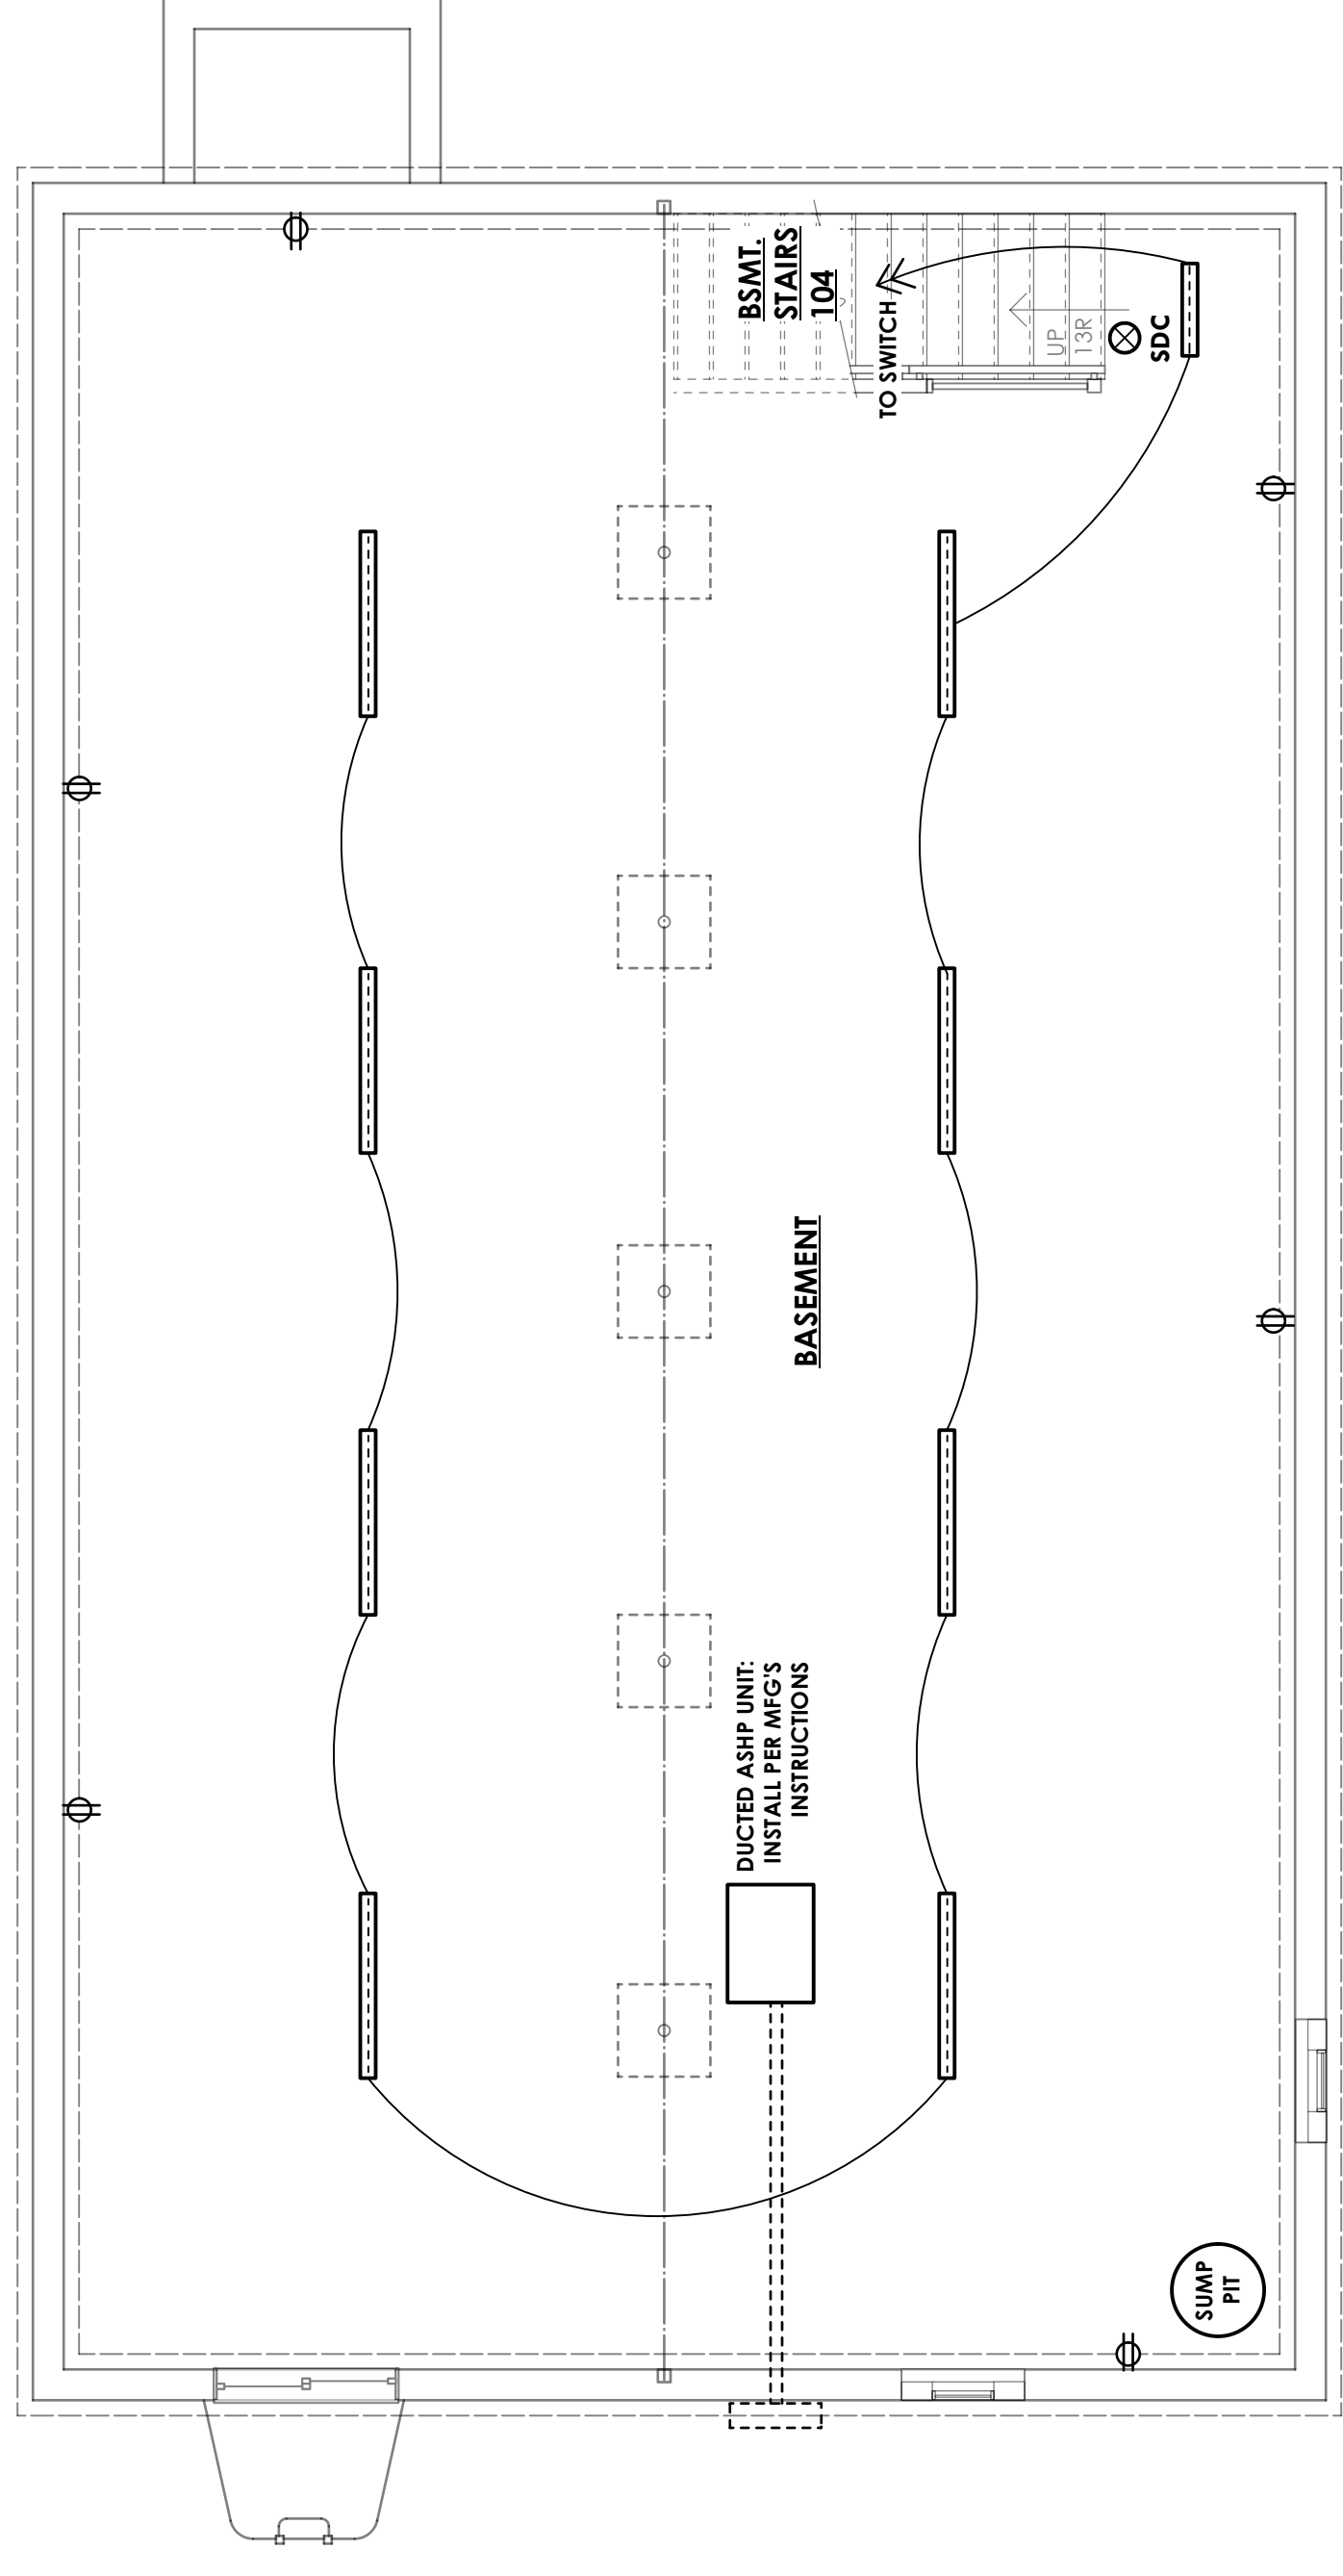 BSMT.
STAIRS
104
TO SWITCH
UP
13R
SDC
BASEMENT
DUCTED ASHP UNIT:
INSTALL PER MFG'S
INSTRUCTIONS
SUMP
PIT